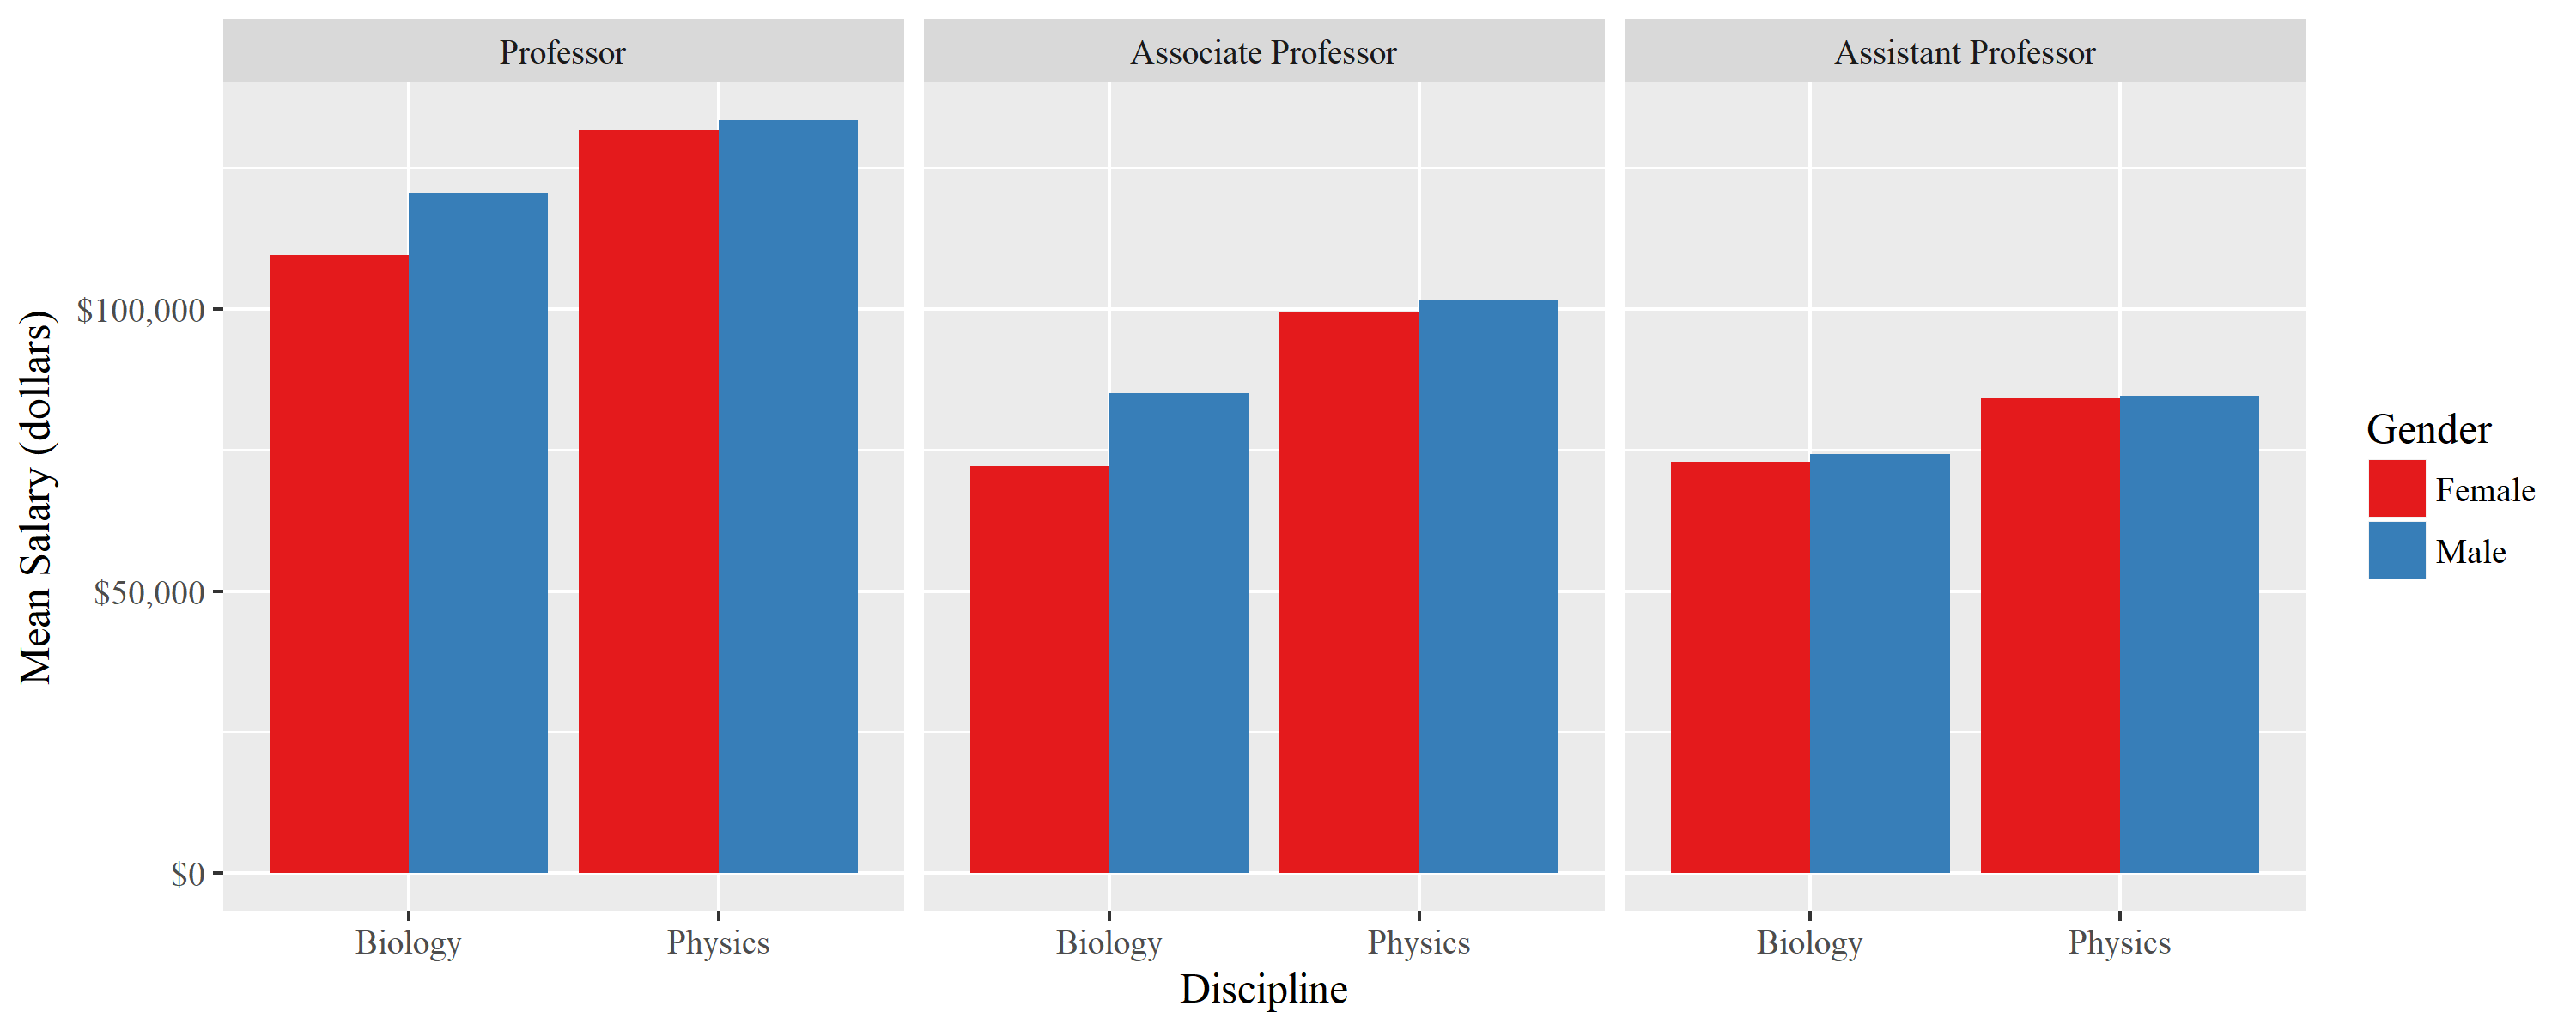 Professor
Associate Professor
Assistant Professor
Mean Salary (dollars)
$100,000
$50,000
$0
Biology
Physics
Biology
Physics
Biology
Physics
Discipline
Gender
Female
Male